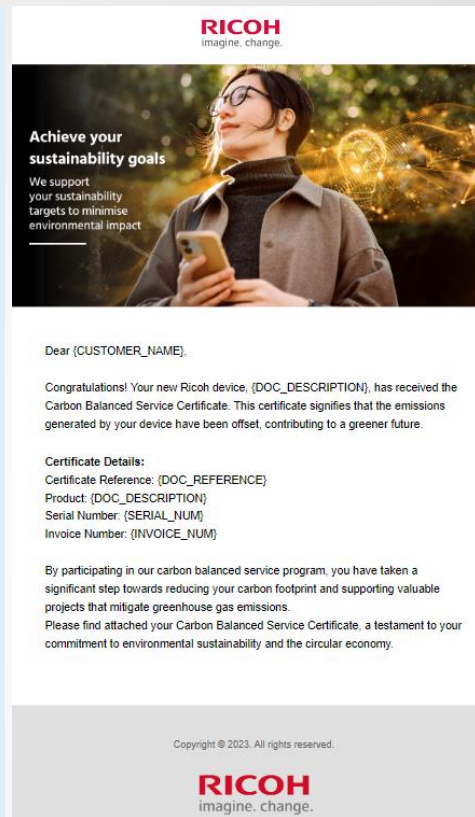 RICOH
imagine. change.
Achieve your
sustainability goals
We support
your sustainability
targets to minimise
environmental impact
Dear {CUSTOMER_NAME},
Congratulations! Your new Ricoh device, {DOC_DESCRIPTION}, has received the
Carbon Balanced Service Certificate. This certificate signifies that the emissions
generated by your device have been offset, contributing to a greener future.
Certificate Details:
Certificate Reference: {DOC_REFERENCE}
Product: {DOC_DESCRIPTION}
Serial Number: {SERIAL_NUM}
Invoice Number: {INVOICE_NUM}
By participating in our carbon balanced service program, you have taken a
significant step towards reducing your carbon footprint and supporting valuable
projects that mitigate greenhouse gas emissions.
Please find attached your Carbon Balanced Service Certificate, a testament to your
commitment to environmental sustainability and the circular economy.
Copyright © 2023. All rights reserved.
RICOH
imagine. change.